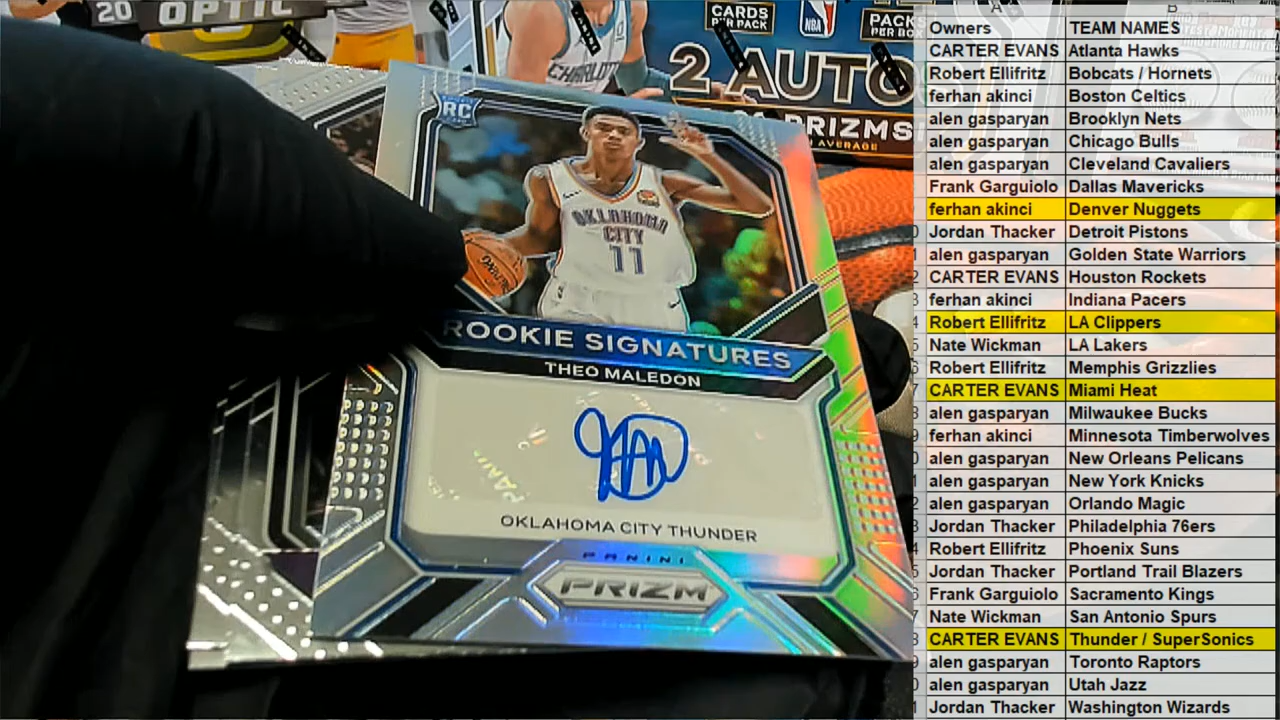 20 OPTIC
CARDS
PER PACK
NBA
PACKS
PER BOX
CHARLOTTE
2 AUTO
PRIZMS
AVERAGE
RC
OKLAHOMA
CITY
11
ROOKIE SIGNATURES
THEO MALEDON
OKLAHOMA CITY THUNDER
PANINI
PRIZM
A B
Owners TEAM NAMES
CARTER EVANS Atlanta Hawks
Robert Ellifritz Bobcats / Hornets
ferhan akinci Boston Celtics
alen gasparyan Brooklyn Nets
alen gasparyan Chicago Bulls
alen gasparyan Cleveland Cavaliers
Frank Garguiolo Dallas Mavericks
ferhan akinci Denver Nuggets
Jordan Thacker Detroit Pistons
alen gasparyan Golden State Warriors
CARTER EVANS Houston Rockets
ferhan akinci Indiana Pacers
Robert Ellifritz LA Clippers
Nate Wickman LA Lakers
Robert Ellifritz Memphis Grizzlies
CARTER EVANS Miami Heat
alen gasparyan Milwaukee Bucks
ferhan akinci Minnesota Timberwolves
alen gasparyan New Orleans Pelicans
alen gasparyan New York Knicks
alen gasparyan Orlando Magic
Jordan Thacker Philadelphia 76ers
Robert Ellifritz Phoenix Suns
Jordan Thacker Portland Trail Blazers
Frank Garguiolo Sacramento Kings
Nate Wickman San Antonio Spurs
CARTER EVANS Thunder / SuperSonics
alen gasparyan Toronto Raptors
alen gasparyan Utah Jazz
Jordan Thacker Washington Wizards